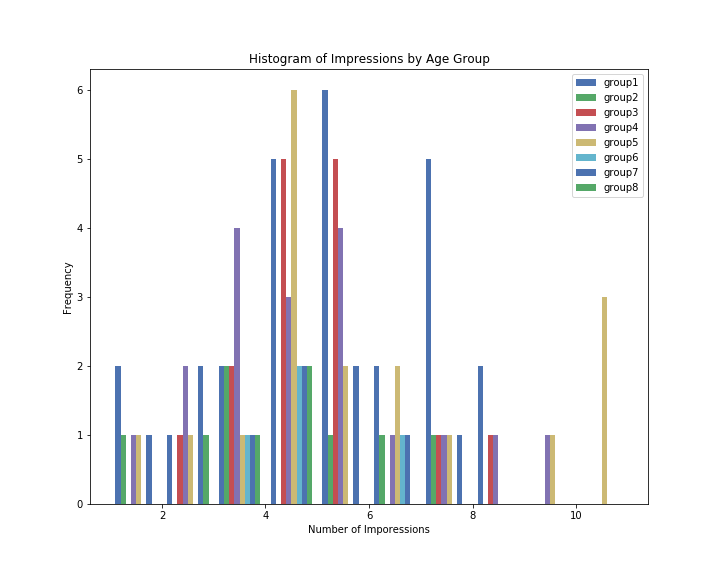 Histogram of Impressions by Age Group
group1
group2
group3
group4
group5
group6
group7
group8
6
5
4
3
2
1
0
Frequency
2 4 6 8 10
Number of Imporessions